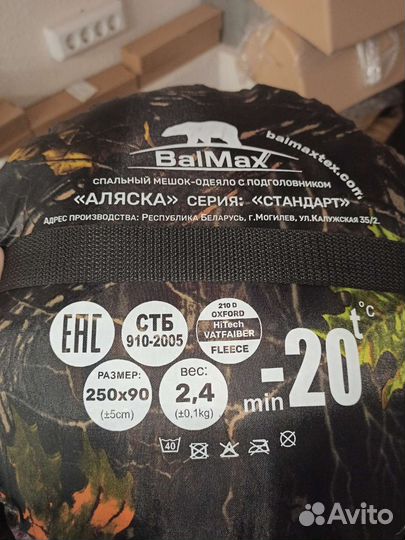 BalMax
balmaxtex.com
СПАЛЬНЫЙ МЕШОК-ОДЕЯЛО С ПОДГОЛОВНИКОМ
«АЛЯСКА» СЕРИЯ: «СТАНДАРТ»
АДРЕС ПРОИЗВОДСТВА: РЕСПУБЛИКА БЕЛАРУСЬ, Г.МОГИЛЕВ, УЛ.КАЛУЖСКАЯ 35/2.
ЕАС
СТБ
910-2005
210 D
OXFORD
HiTech
VATFAIBER
FLEECE
t°C
-20
min
РАЗМЕР:
250x90
(±5cm)
ВЕС:
2,4
(±0,1kg)
40
Avito